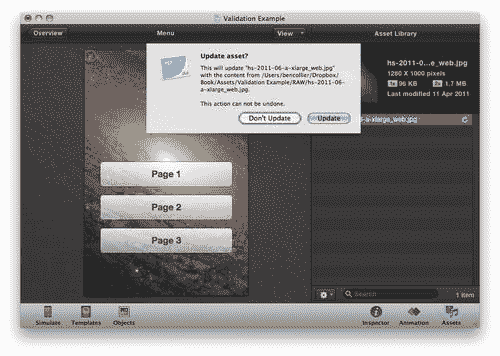 Validation Example
Overview
Menu
View
Asset Library
Update asset?
This will update "hs-2011-06-a-xlarge_web.jpg"
with the content from /Users/bencollier/Dropbox/
Book/Assets/Validation Example/RAW/hs-2011-06-
a-xlarge_web.jpg.
This action can not be undone.
Don't Update
Update
hs-2011-0...e_web.jpg
1280 X 1000 pixels
1x 96 KB 2x 1.7 MB
Last modified 11 Apr 2011
-a-xlarge_web.jpg
Page 1
Page 2
Page 3
Search
1 item
Simulate
Templates
Objects
Inspector
Animation
Assets